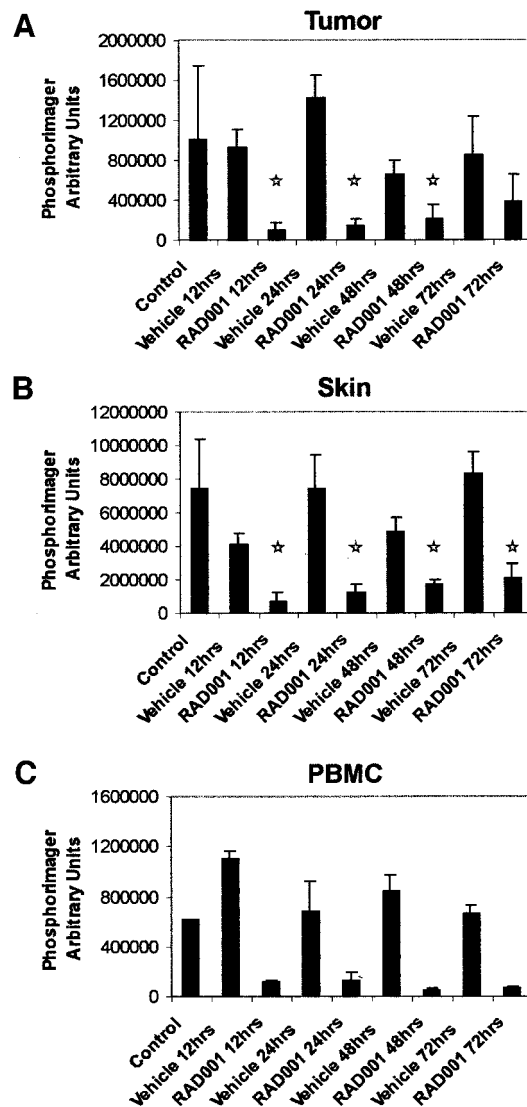 A
Tumor
Phosphorimager
Arbitrary Units
2000000
1600000
1200000
800000
400000
0
Control
Vehicle 12hrs
RAD001 12hrs
Vehicle 24hrs
RAD001 24hrs
Vehicle 48hrs
RAD001 48hrs
Vehicle 72hrs
RAD001 72hrs
B
Skin
Phosphorimager
Arbitrary Units
12000000
10000000
8000000
6000000
4000000
2000000
0
Control
Vehicle 12hrs
RAD001 12hrs
Vehicle 24hrs
RAD001 24hrs
Vehicle 48hrs
RAD001 48hrs
Vehicle 72hrs
RAD001 72hrs
C
PBMC
Phosphorimager
Arbitrary Units
1600000
1200000
800000
400000
0
Control
Vehicle 12hrs
RAD001 12hrs
Vehicle 24hrs
RAD001 24hrs
Vehicle 48hrs
RAD001 48hrs
Vehicle 72hrs
RAD001 72hrs